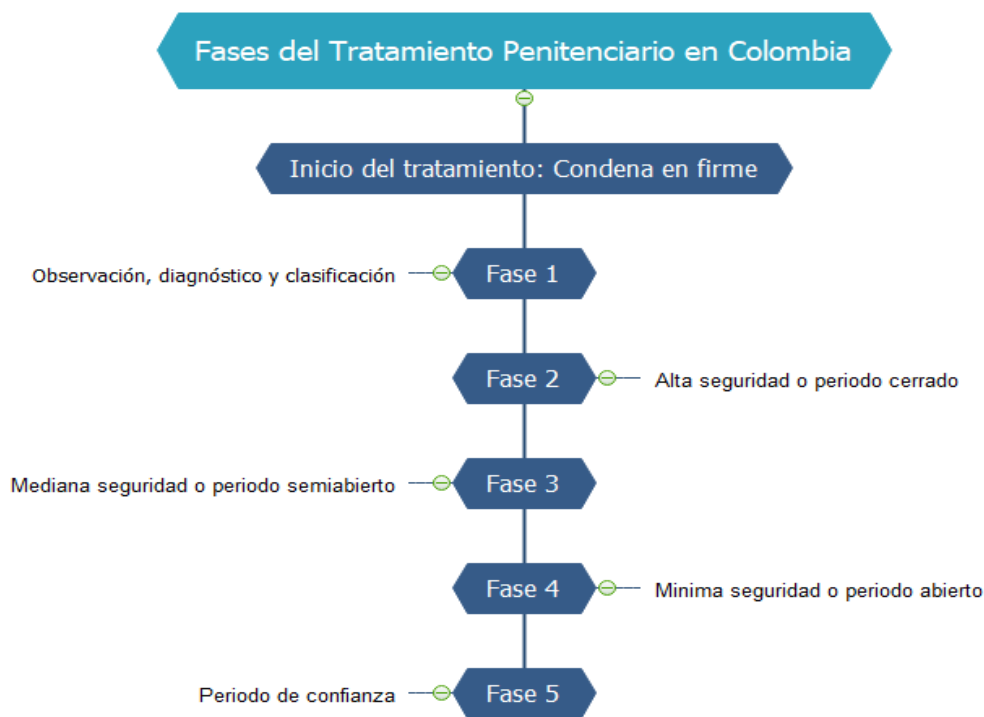 Fases del Tratamiento Penitenciario en Colombia
Inicio del tratamiento: Condena en firme
Observación, diagnóstico y clasificación
Fase 1
Fase 2
Alta seguridad o periodo cerrado
Mediana seguridad o periodo semiabierto
Fase 3
Fase 4
Minima seguridad o periodo abierto
Periodo de confianza
Fase 5